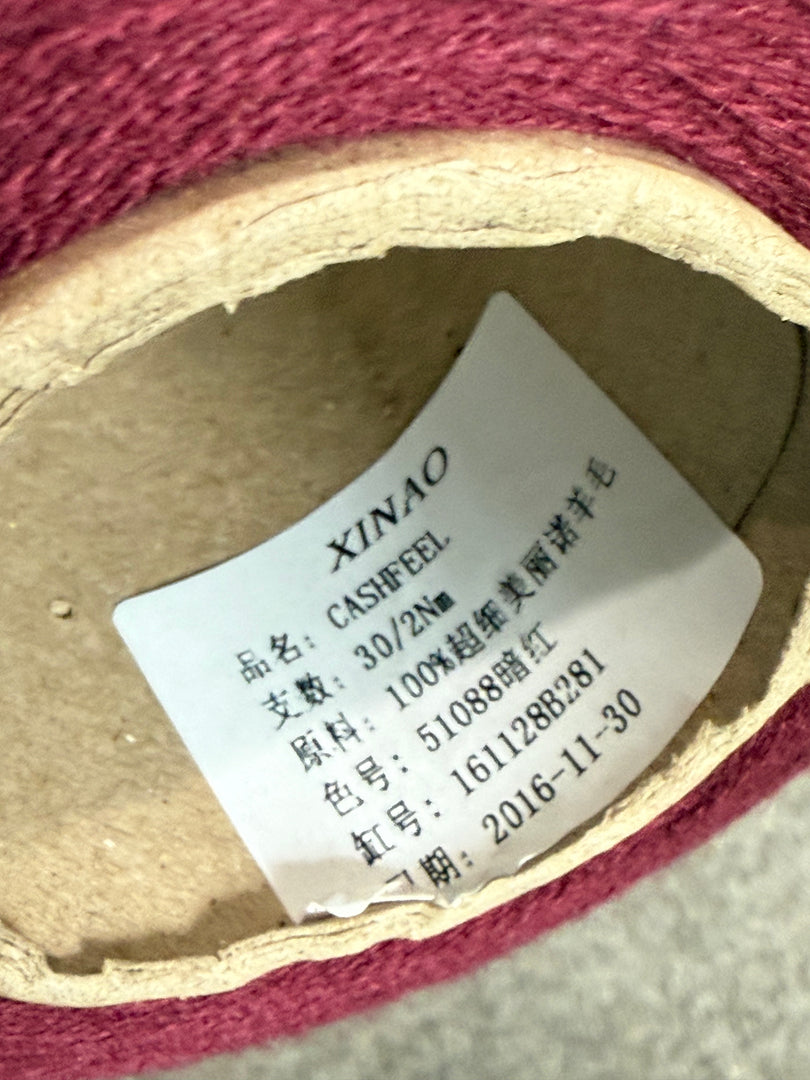 XINAO
品名: CASHFEEL
支数: 30/2Nm
原料: 100%超细美丽诺羊毛
色号: 51088暗红
缸号: 161128B281
日期: 2016-11-30